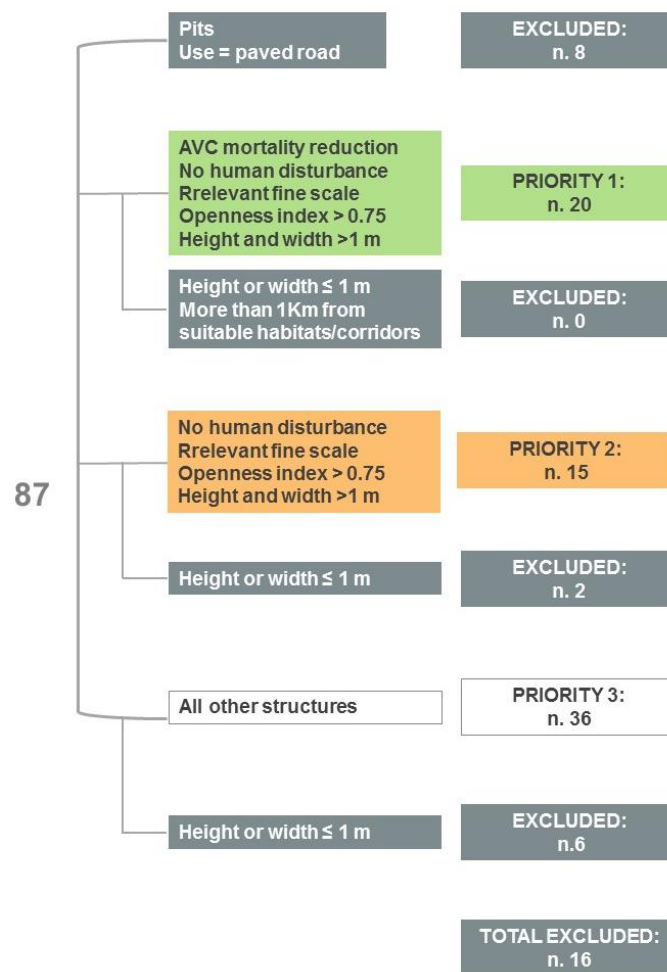 Pits
Use = paved road
EXCLUDED:
n. 8
AVC mortality reduction
No human disturbance
Rrelevant fine scale
Openness index > 0.75
Height and width >1 m
PRIORITY 1:
n. 20
Height or width ≤ 1 m
More than 1Km from
suitable habitats/corridors
EXCLUDED:
n. 0
No human disturbance
Rrelevant fine scale
Openness index > 0.75
Height and width >1 m
PRIORITY 2:
n. 15
87
Height or width ≤ 1 m
EXCLUDED:
n. 2
All other structures
PRIORITY 3:
n. 36
Height or width ≤ 1 m
EXCLUDED:
n.6
TOTAL EXCLUDED:
n. 16